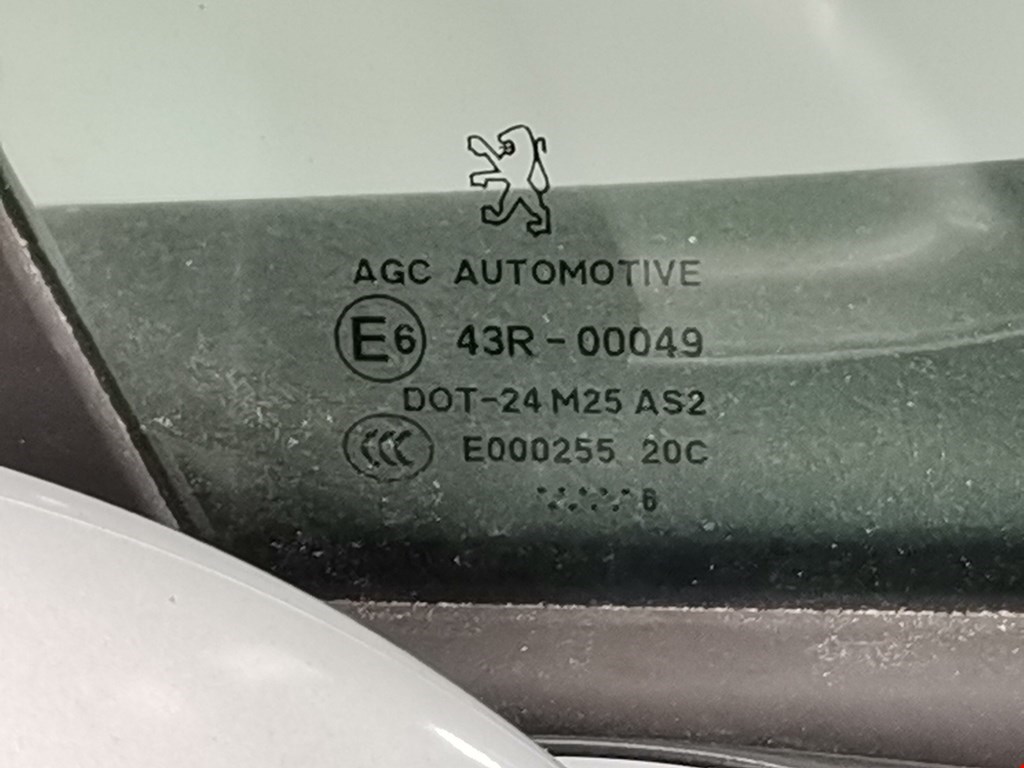 AGC AUTOMOTIVE
E6 43R-00049
DOT-24 M25 AS2
CCC E000255 20C
·.·.·.·.· 6